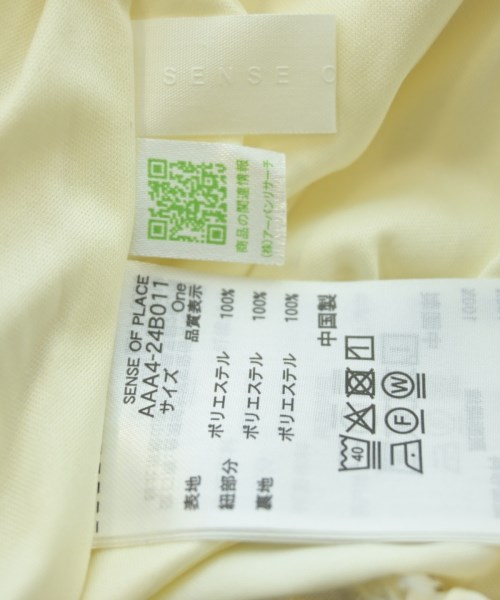 SENSE O
商品の関連情報
(株)アーバンリサーチ
SENSE OF PLACE
AAA4-24B011
サイズ One
品質表示
表地 ポリエステル 100%
紐部分 ポリエステル 100%
裏地 ポリエステル 100%
中国製
40
F W